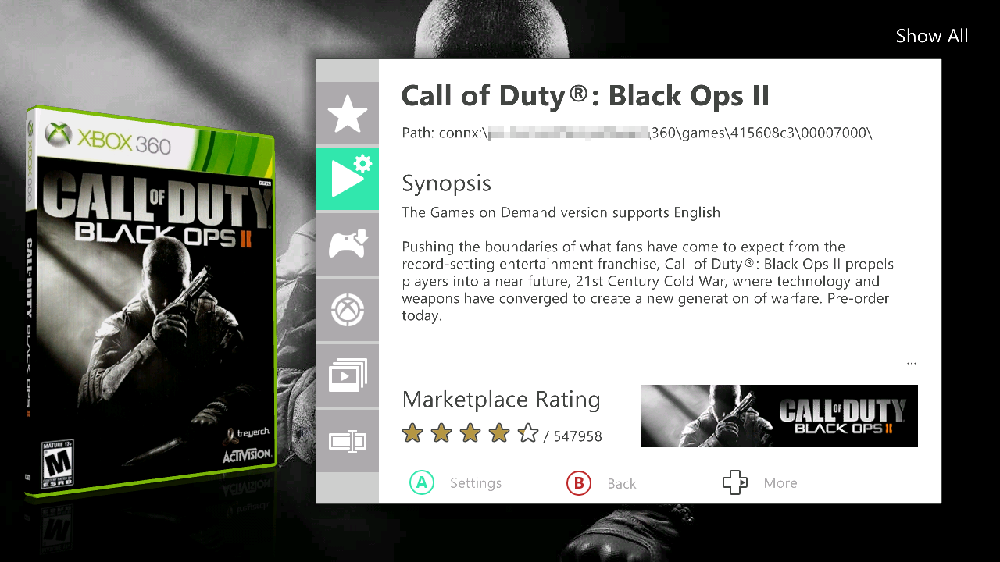 Show All
XBOX 360
XBOX 360
NTSC
CALL OF DUTY
BLACK OPS II
CALL OF DUTY BLACK OPS II
treyarch
MATURE 17+
M
ESRB
ACTIVISION
Call of Duty®: Black Ops II
Path: connx:\ 360\games\415608c3\00007000\
Synopsis
The Games on Demand version supports English
Pushing the boundaries of what fans have come to expect from the
record-setting entertainment franchise, Call of Duty®: Black Ops II propels
players into a near future, 21st Century Cold War, where technology and
weapons have converged to create a new generation of warfare. Pre-order
today.
...
Marketplace Rating
/ 547958
CALL OF DUTY
BLACK OPS II
A Settings
B Back
More